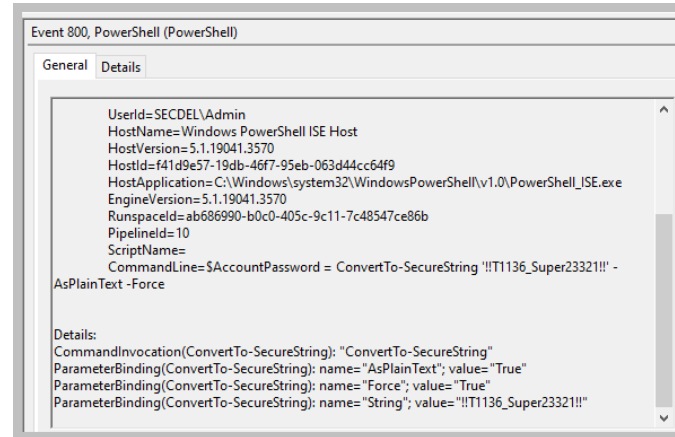 Event 800, PowerShell (PowerShell)
General Details
UserId=SECDEL\Admin
HostName=Windows PowerShell ISE Host
HostVersion=5.1.19041.3570
HostId=f41d9e57-19db-46f7-95eb-063d44cc64f9
HostApplication=C:\Windows\system32\WindowsPowerShell\v1.0\PowerShell_ISE.exe
EngineVersion=5.1.19041.3570
RunspaceId=ab686990-b0c0-405c-9c11-7c48547ce86b
PipelineId=10
ScriptName=
CommandLine=$AccountPassword = ConvertTo-SecureString '!!T1136_Super23321!!' -
AsPlainText -Force
Details:
CommandInvocation(ConvertTo-SecureString): "ConvertTo-SecureString"
ParameterBinding(ConvertTo-SecureString): name="AsPlainText"; value="True"
ParameterBinding(ConvertTo-SecureString): name="Force"; value="True"
ParameterBinding(ConvertTo-SecureString): name="String"; value="!!T1136_Super23321!!"